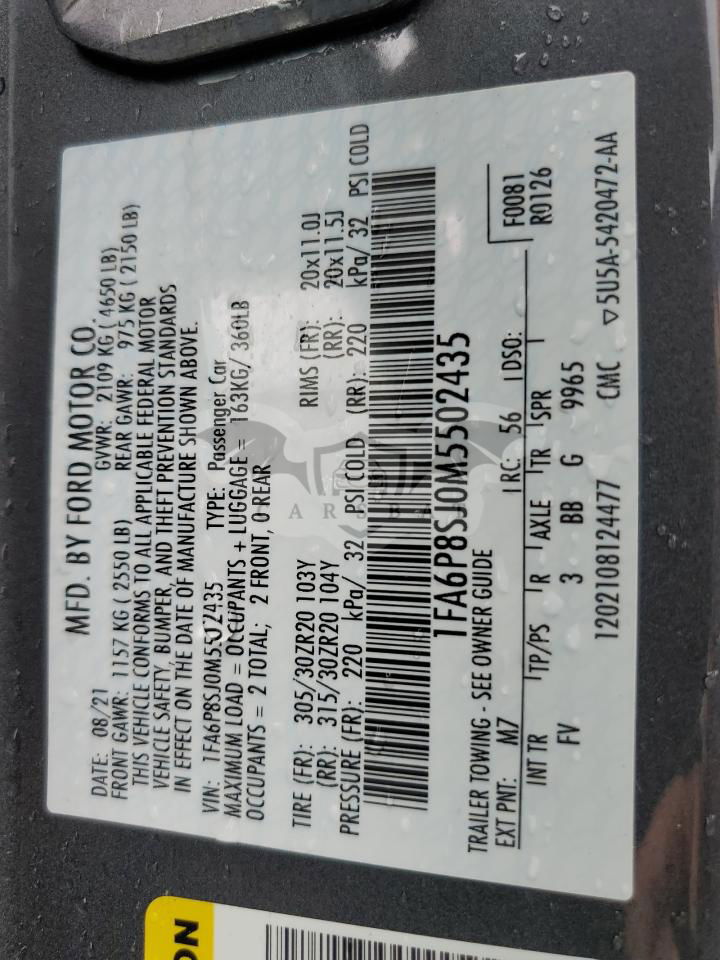 MFD. BY FORD MOTOR CO.
DATE: 08/21 GVWR: 2109 KG ( 4650 LB)
FRONT GAWR: 1157 KG ( 2550 LB) REAR GAWR: 975 KG ( 2150 LB)
THIS VEHICLE CONFORMS TO ALL APPLICABLE FEDERAL MOTOR
VEHICLE SAFETY, BUMPER, AND THEFT PREVENTION STANDARDS
IN EFFECT ON THE DATE OF MANUFACTURE SHOWN ABOVE.
VIN: 1FA6P8SJ0M5502435 TYPE: Passenger Car
MAXIMUM LOAD = OCCUPANTS + LUGGAGE = 163KG/ 360LB
OCCUPANTS = 2 TOTAL; 2 FRONT, 0 REAR
TIRE (FR): 305/30ZR20 103Y RIMS (FR): 20x11.0J
(RR): 315/30ZR20 104Y (RR): 20x11.5J
PRESSURE (FR): 220 kPa/ 32 PSI COLD (RR): 220 kPa/ 32 PSI COLD
1FA6P8SJ0M5502435
TRAILER TOWING - SEE OWNER GUIDE
F0081
EXT PNT: M7 RC: 56 DSO: R0126
INT TR TP/PS R AXLE TR SPR
FV 3 BB G 9965
1202108124477 CMC ▽5U5A-5420472-AA
ON
CARSBAT